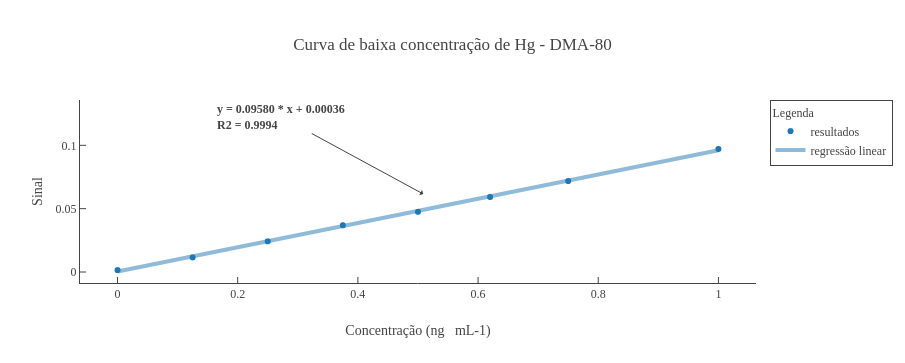 Curva de baixa concentração de Hg - DMA-80
y = 0.09580 * x + 0.00036
R2 = 0.9994
Legenda
resultados
regressão linear
Sinal
0.1
0.05
0
0
0.2
0.4
0.6
0.8
1
Concentração (ng   mL-1)